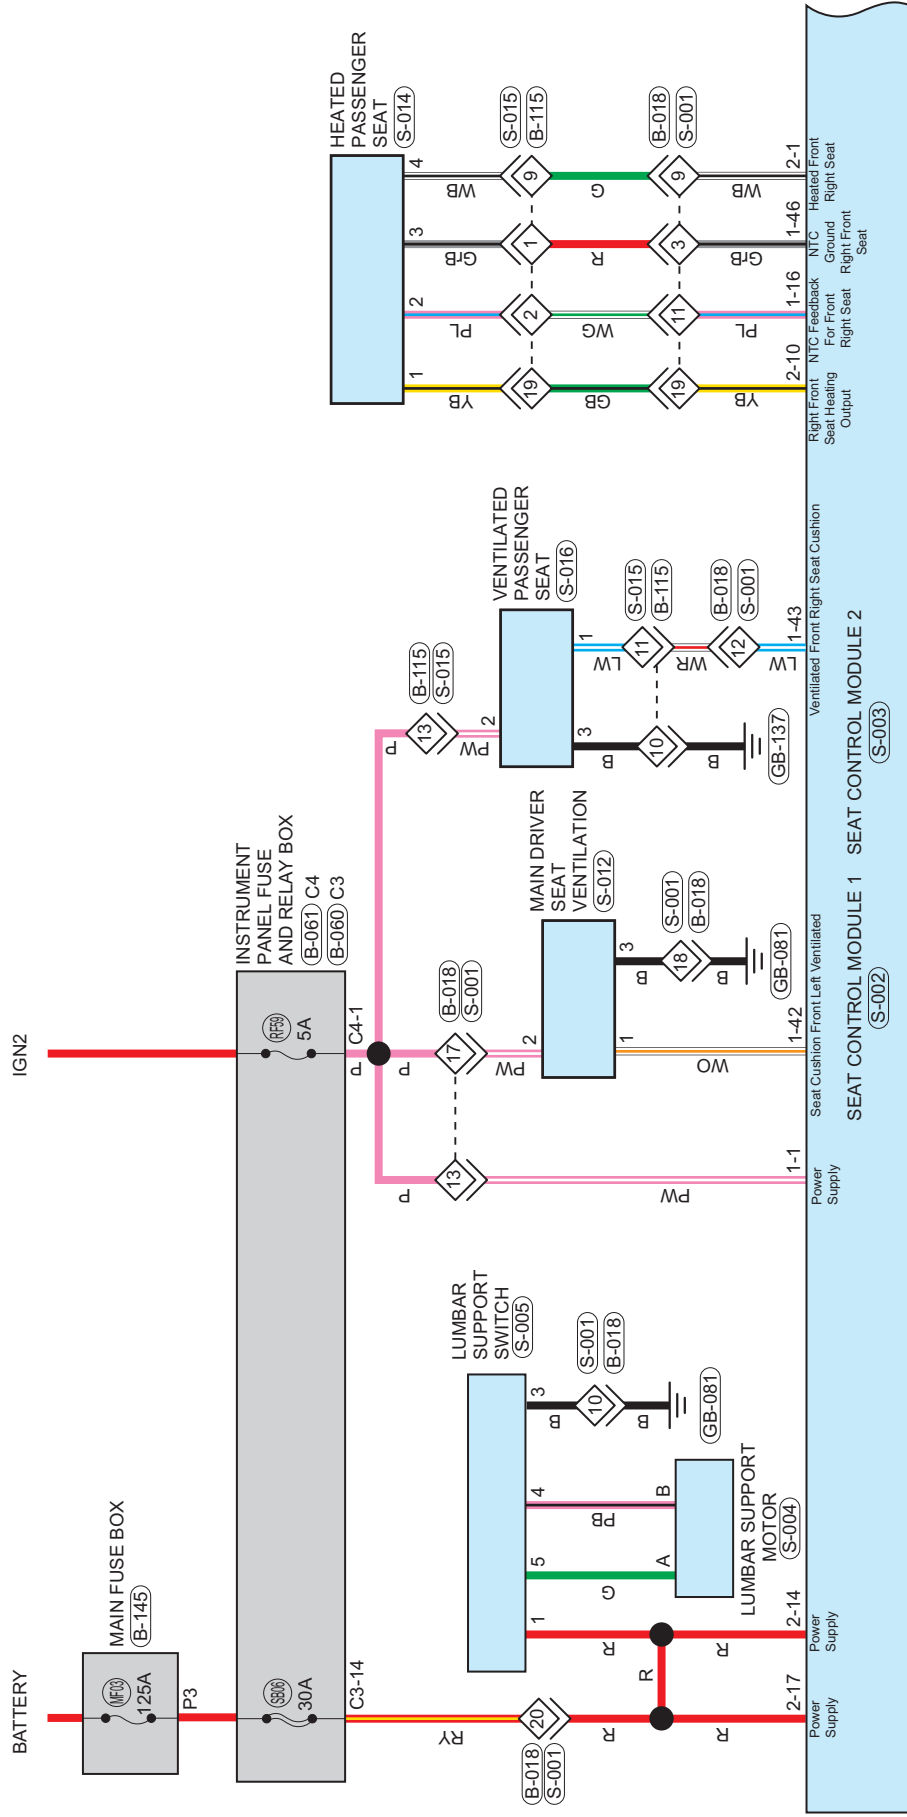 BATTERY
MAIN FUSE BOX
B-145
MF03
125A
P3
IGN2
INSTRUMENT
PANEL FUSE
AND RELAY BOX
B-061 C4
B-060 C3
SB06
30A
C3-14
RF59
5A
C4-1
RY
B-018
S-001
20
R
R
R
R
R
2-17
Power
Supply
2-14
Power
Supply
LUMBAR
SUPPORT
SWITCH
S-005
1
5
4
3
G
PB
B
S-001
B-018
10
B
GB-081
A
B
LUMBAR SUPPORT
MOTOR
S-004
P
P
P
P
13
17
B-018
S-001
PW
PW
1-1
Power
Supply
MAIN DRIVER
SEAT
VENTILATION
S-012
2
1
3
WO
B
S-001
B-018
18
B
GB-081
1-42
Seat Cushion Front Left Ventilated
B-115
S-015
13
PW
VENTILATED
PASSENGER
SEAT
S-016
2
3
1
B
LW
S-015
B-115
10
11
B
GB-137
WR
B-018
S-001
12
LW
1-43
Ventilated Front Right Seat Cushion
HEATED
PASSENGER
SEAT
S-014
1
2
3
4
YB
PL
GrB
WB
S-015
B-115
19
2
1
9
GB
WG
R
G
B-018
S-001
19
11
3
9
YB
PL
GrB
WB
2-10
1-16
1-46
2-1
Right Front
Seat Heating
Output
NTC Feedback
For Front
Right Seat
NTC
Ground
Right Front
Seat
Heated Front
Right Seat
SEAT CONTROL MODULE 1
S-002
SEAT CONTROL MODULE 2
S-003